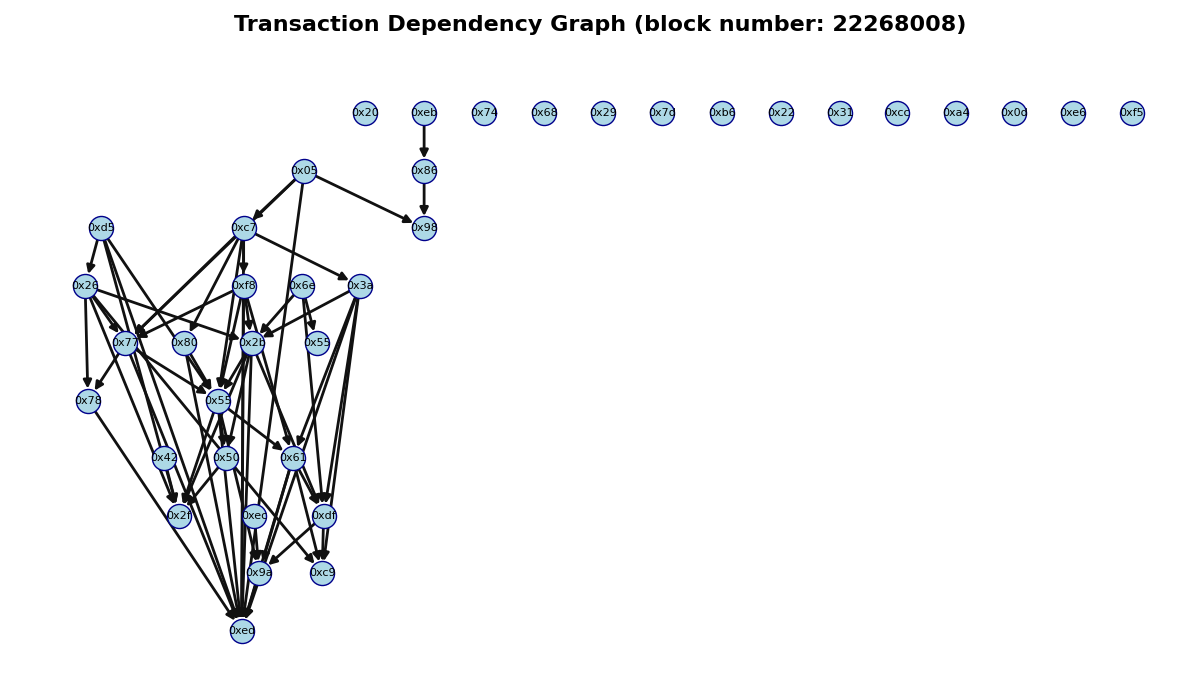 Transaction Dependency Graph (block number: 22268008)
0x20 0xeb 0x74 0x68 0x29 0x7d 0xb6 0x22 0x31 0xcc 0xa4 0x0d 0xe6 0xf5
0x05 0x86
0xd5 0xc7 0x98
0x26 0xf8 0x6e 0x3a
0x77 0x80 0x2b 0x55
0x78 0x55
0x42 0x50 0x61
0x2f 0xdf
0x9a 0xc9